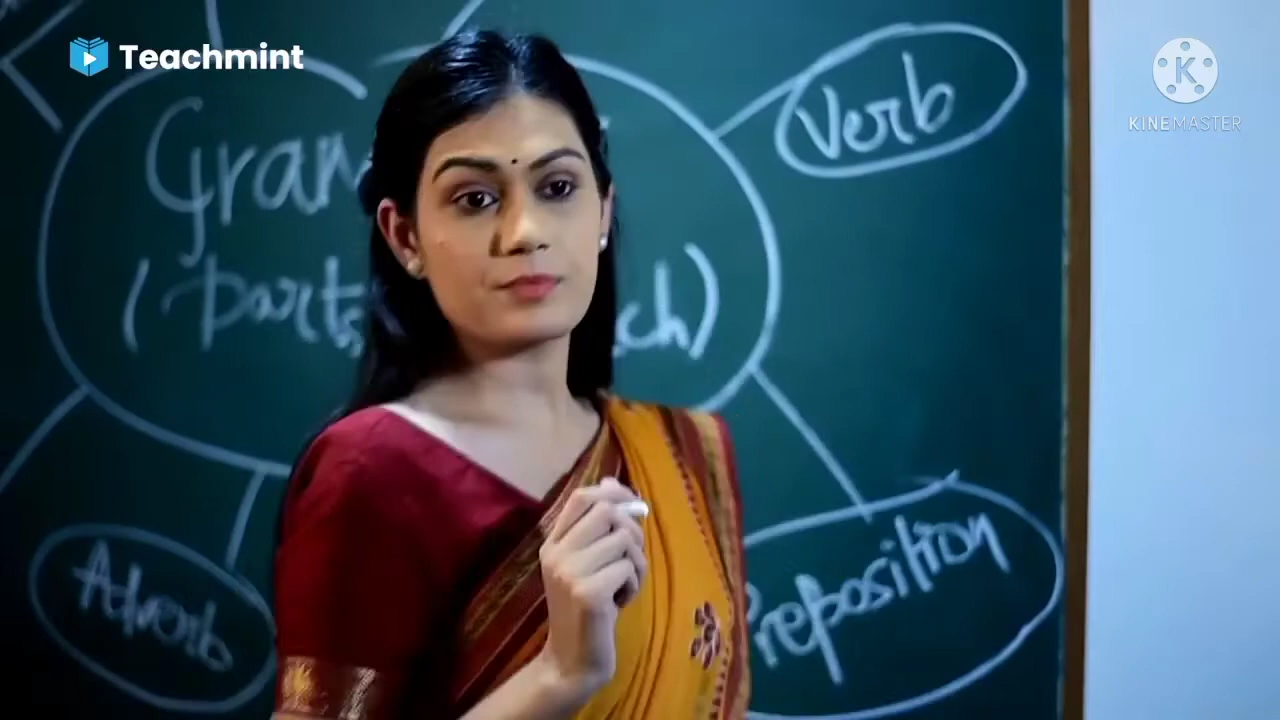 Teachmint
KINEMASTER
Verb
Gram
(parts ch)
Adverb
Preposition